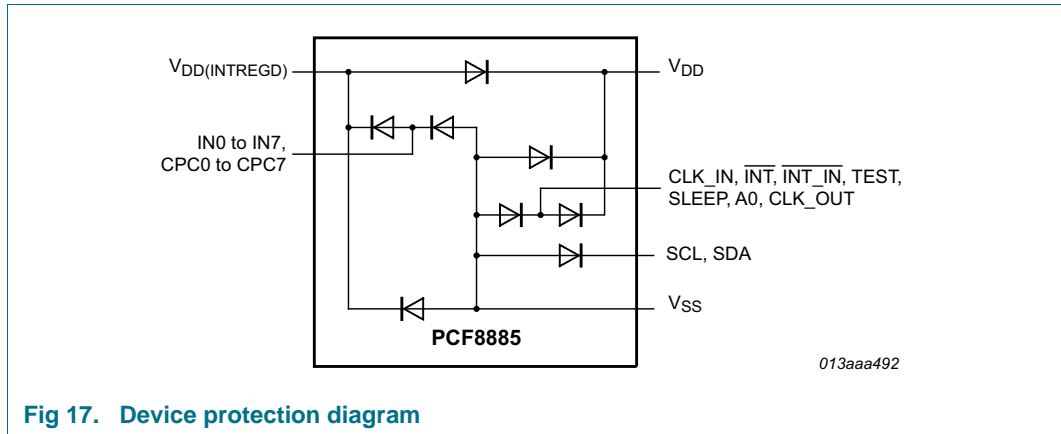 VDD(INTREGD)
VDD
IN0 to IN7,
CPC0 to CPC7
CLK_IN, INT, INT_IN, TEST,
SLEEP, A0, CLK_OUT
SCL, SDA
VSS
PCF8885
013aaa492
Fig 17. Device protection diagram